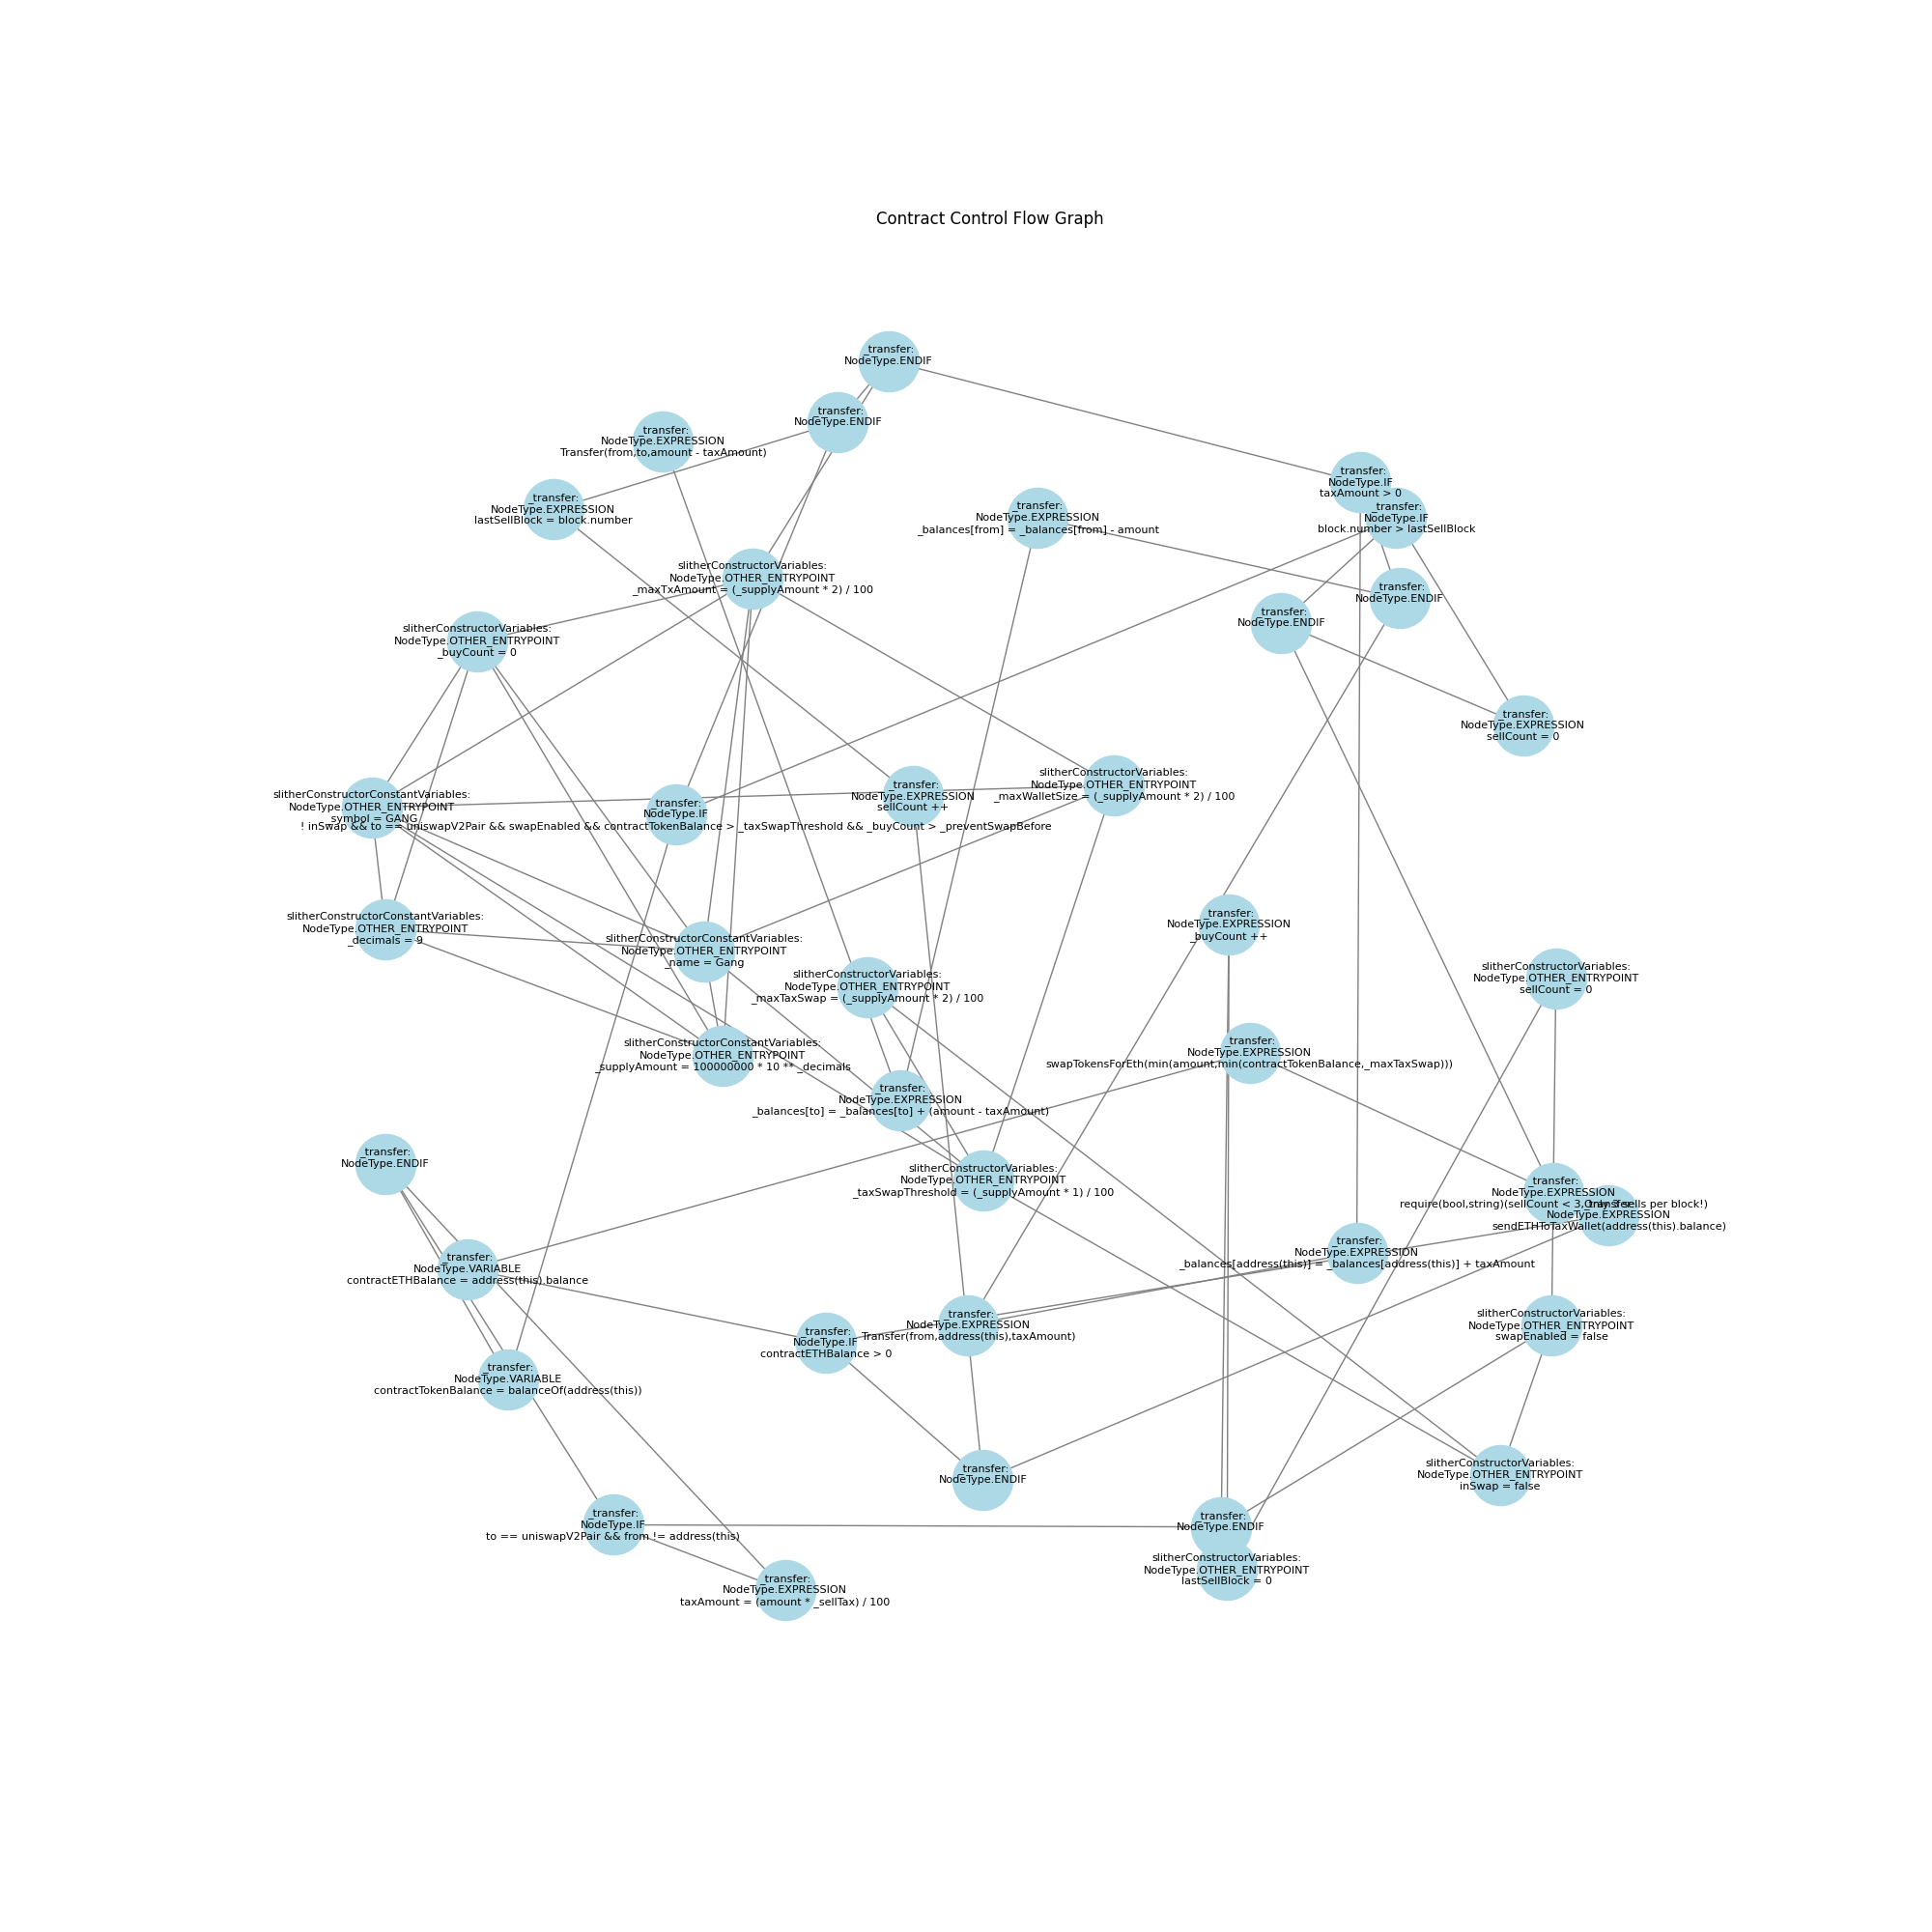 Contract Control Flow Graph
_transfer:
NodeType.ENDIF
_transfer:
NodeType.ENDIF
_transfer:
NodeType.EXPRESSION
Transfer(from,to,amount - taxAmount)
_transfer:
NodeType.IF
taxAmount > 0
_transfer:
NodeType.EXPRESSION
lastSellBlock = block.number
_transfer:
NodeType.EXPRESSION
_balances[from] = _balances[from] - amount
_transfer:
NodeType.IF
block.number > lastSellBlock
slitherConstructorVariables:
NodeType.OTHER_ENTRYPOINT
_maxTxAmount = (_supplyAmount * 2) / 100
_transfer:
NodeType.ENDIF
_transfer:
NodeType.ENDIF
slitherConstructorVariables:
NodeType.OTHER_ENTRYPOINT
_buyCount = 0
_transfer:
NodeType.EXPRESSION
sellCount = 0
slitherConstructorVariables:
NodeType.OTHER_ENTRYPOINT
_maxWalletSize = (_supplyAmount * 2) / 100
_transfer:
NodeType.EXPRESSION
sellCount ++
slitherConstructorConstantVariables:
NodeType.OTHER_ENTRYPOINT
_symbol = GANG
_transfer:
NodeType.IF
! inSwap && to == uniswapV2Pair && swapEnabled && contractTokenBalance > _taxSwapThreshold && _buyCount > _preventSwapBefore
slitherConstructorConstantVariables:
NodeType.OTHER_ENTRYPOINT
_decimals = 9
_transfer:
NodeType.EXPRESSION
_buyCount ++
slitherConstructorConstantVariables:
NodeType.OTHER_ENTRYPOINT
_name = Gang
slitherConstructorVariables:
NodeType.OTHER_ENTRYPOINT
_maxTaxSwap = (_supplyAmount * 2) / 100
slitherConstructorVariables:
NodeType.OTHER_ENTRYPOINT
sellCount = 0
slitherConstructorConstantVariables:
NodeType.OTHER_ENTRYPOINT
_supplyAmount = 100000000 * 10 ** _decimals
_transfer:
NodeType.EXPRESSION
swapTokensForEth(min(amount,min(contractTokenBalance,_maxTaxSwap)))
_transfer:
NodeType.EXPRESSION
_balances[to] = _balances[to] + (amount - taxAmount)
_transfer:
NodeType.ENDIF
slitherConstructorVariables:
NodeType.OTHER_ENTRYPOINT
_taxSwapThreshold = (_supplyAmount * 1) / 100
_transfer:
NodeType.EXPRESSION
require(bool,string)(sellCount < 3,Only 3 sells per block!)
_transfer:
NodeType.EXPRESSION
sendETHToTaxWallet(address(this).balance)
_transfer:
NodeType.EXPRESSION
_balances[address(this)] = _balances[address(this)] + taxAmount
_transfer:
NodeType.VARIABLE
contractETHBalance = address(this).balance
_transfer:
NodeType.EXPRESSION
Transfer(from,address(this),taxAmount)
_transfer:
NodeType.IF
contractETHBalance > 0
slitherConstructorVariables:
NodeType.OTHER_ENTRYPOINT
swapEnabled = false
_transfer:
NodeType.VARIABLE
contractTokenBalance = balanceOf(address(this))
_transfer:
NodeType.ENDIF
slitherConstructorVariables:
NodeType.OTHER_ENTRYPOINT
inSwap = false
_transfer:
NodeType.IF
to == uniswapV2Pair && from != address(this)
_transfer:
NodeType.ENDIF
slitherConstructorVariables:
NodeType.OTHER_ENTRYPOINT
lastSellBlock = 0
_transfer:
NodeType.EXPRESSION
taxAmount = (amount * _sellTax) / 100